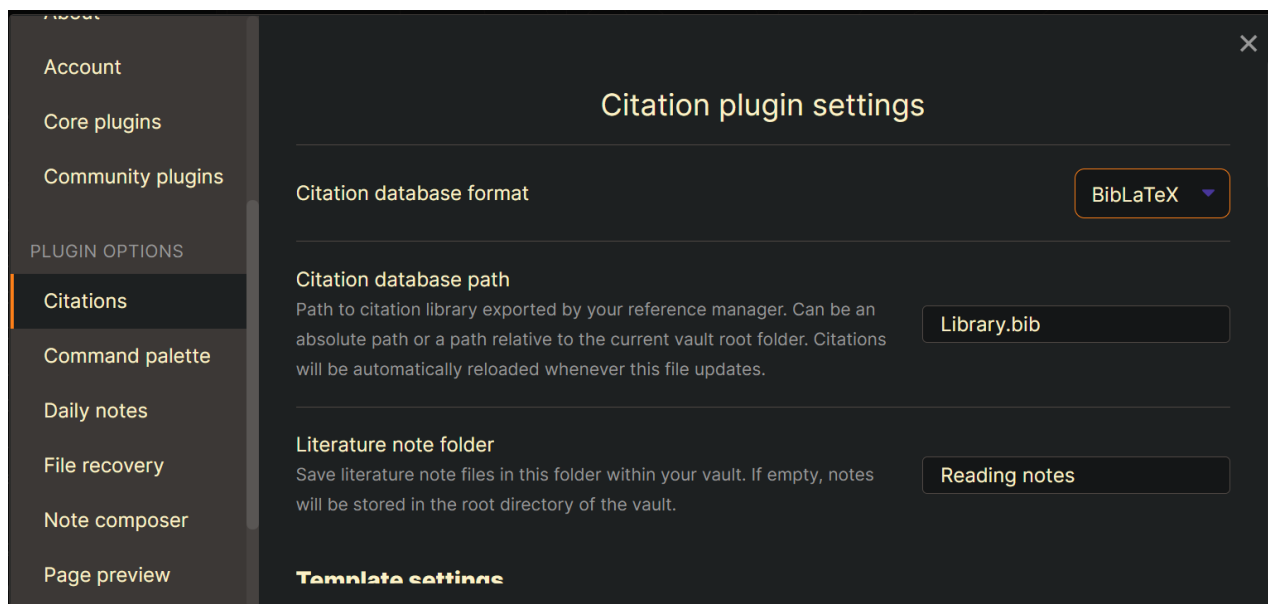 About
Account
Core plugins
Community plugins
PLUGIN OPTIONS
Citations
Command palette
Daily notes
File recovery
Note composer
Page preview
Citation plugin settings
Citation database format
BibLaTeX
Citation database path
Path to citation library exported by your reference manager. Can be an
absolute path or a path relative to the current vault root folder. Citations
will be automatically reloaded whenever this file updates.
Library.bib
Literature note folder
Save literature note files in this folder within your vault. If empty, notes
will be stored in the root directory of the vault.
Reading notes
Template settings